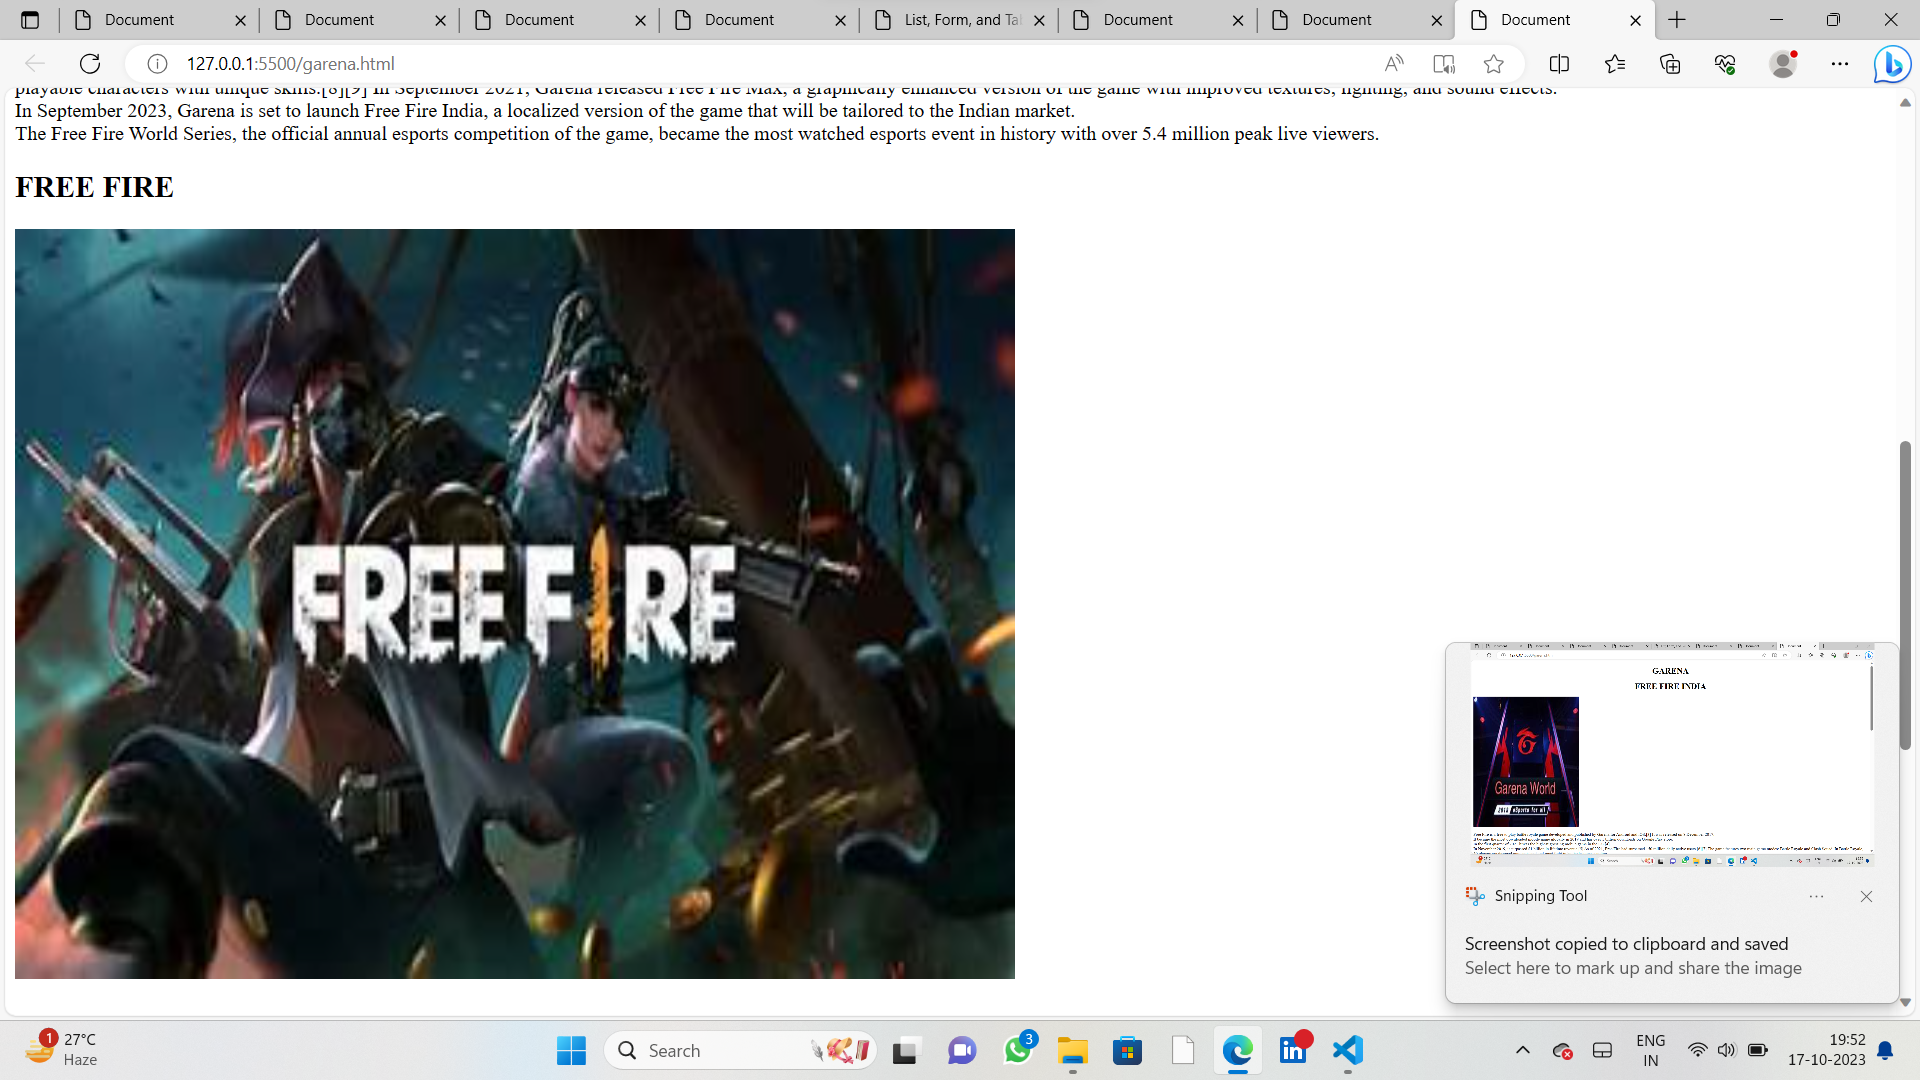 Document
Document
Document
Document
List, Form, and Ta
Document
Document
Document
127.0.0.1:5500/garena.html
playable characters with unique skills.[8][9] In September 2021, Garena released Free Fire Max, a graphically enhanced version of the game with improved textures, lighting, and sound effects.
In September 2023, Garena is set to launch Free Fire India, a localized version of the game that will be tailored to the Indian market.
The Free Fire World Series, the official annual esports competition of the game, became the most watched esports event in history with over 5.4 million peak live viewers.
FREE FIRE
FREE FIRE
GARENA
FREE FIRE INDIA
Garena World
eSports for all
Snipping Tool
Screenshot copied to clipboard and saved
Select here to mark up and share the image
1
27°C
Haze
Search
3
ENG
IN
19:52
17-10-2023